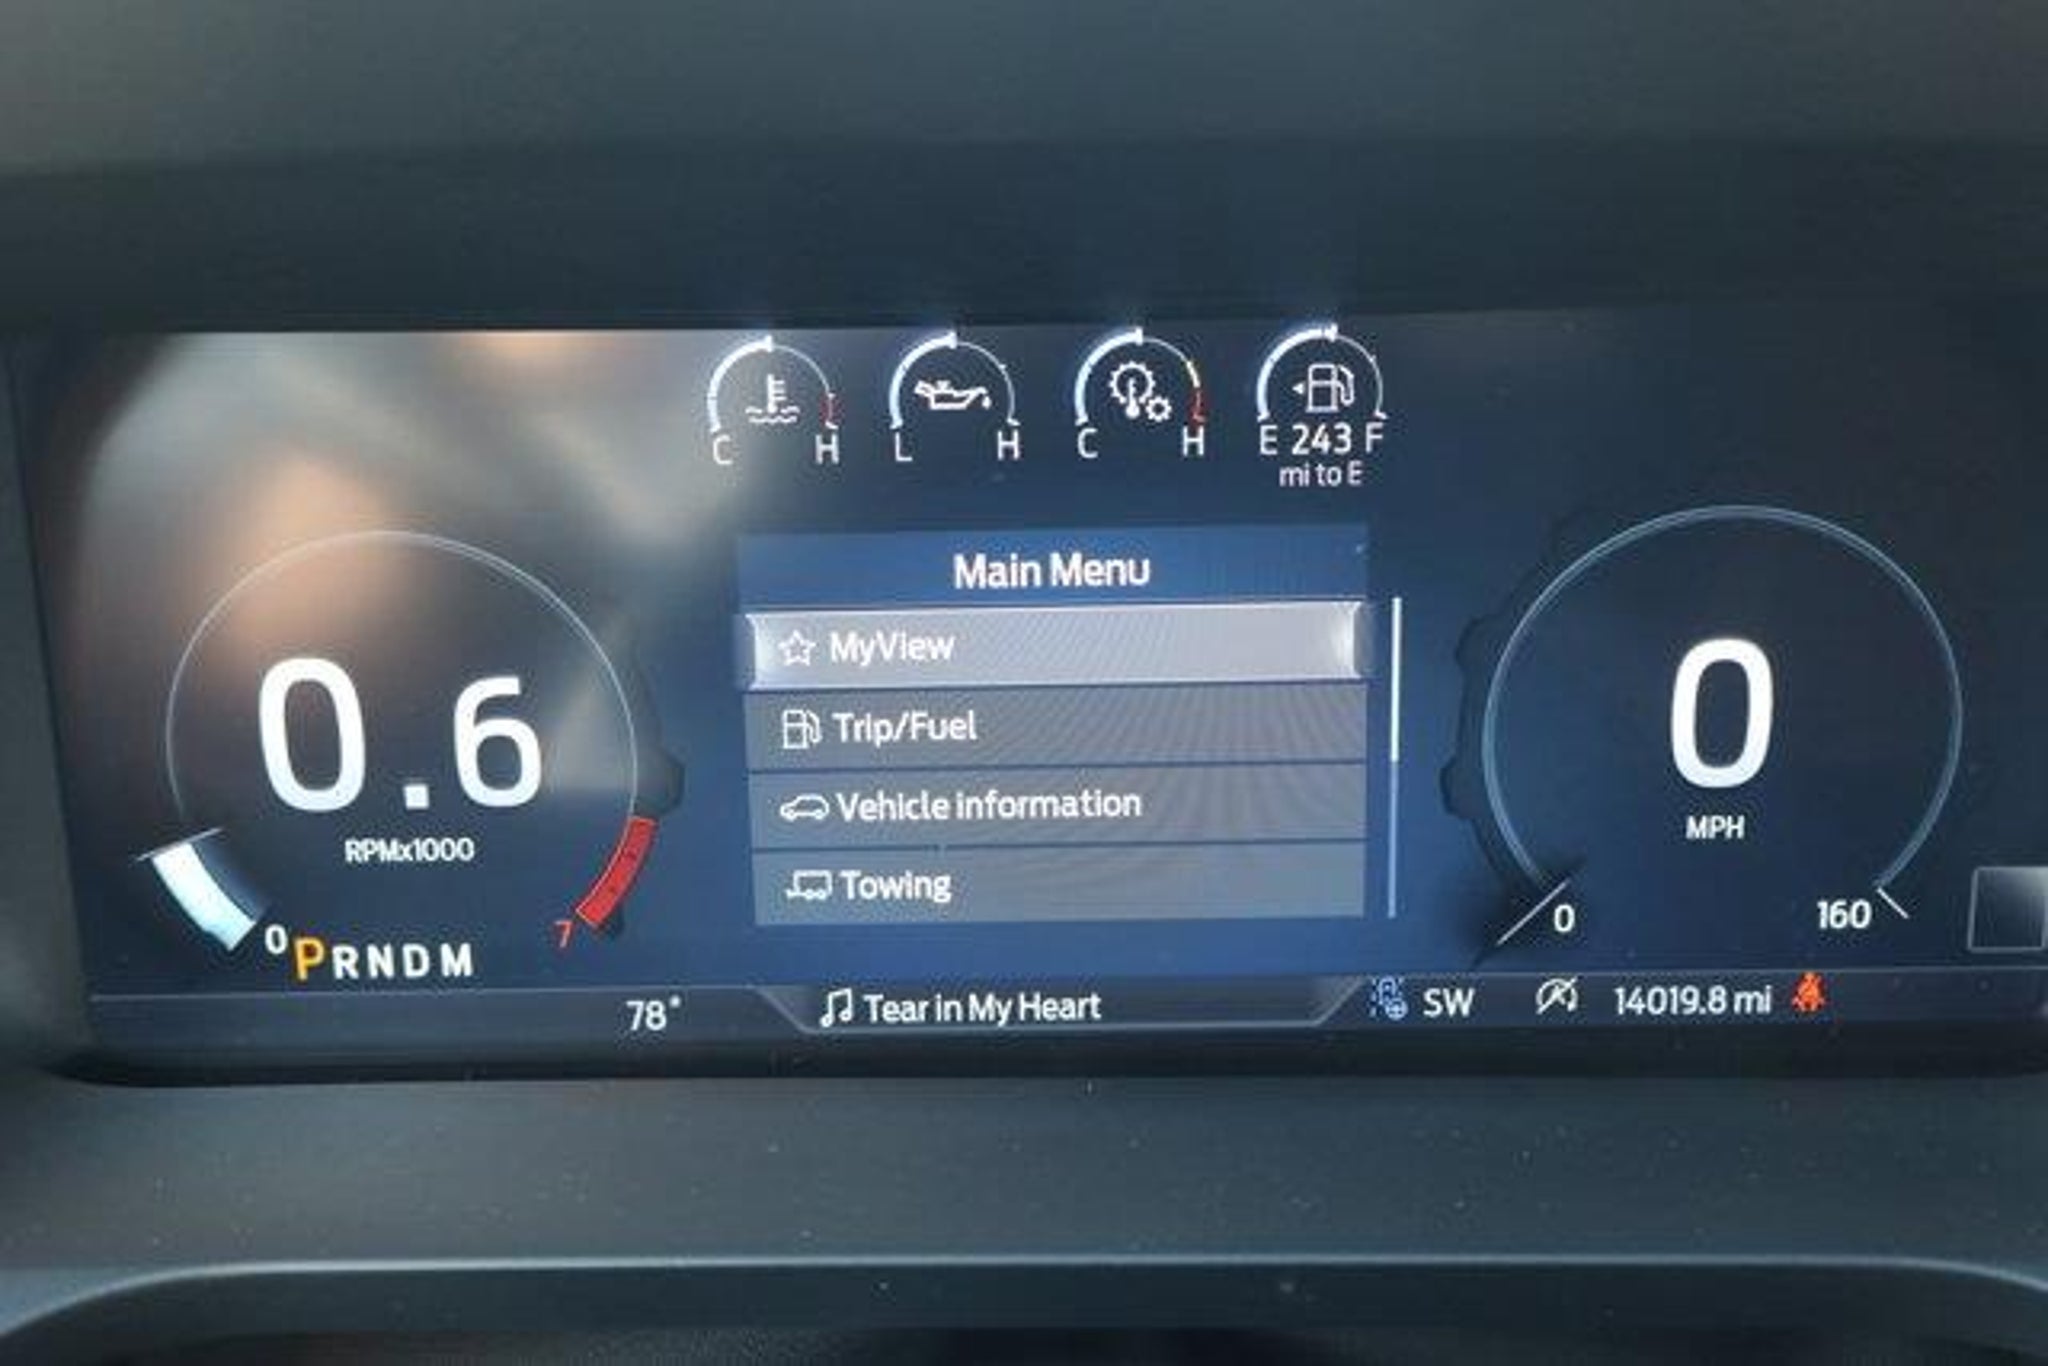 C H
L H
C H
E 243 F
mi to E
Main Menu
MyView
Trip/Fuel
Vehicle information
Towing
0.6
RPMx1000
0
7
PRNDM
0
MPH
0
160
78°
Tear in My Heart
SW
A
14019.8 mi